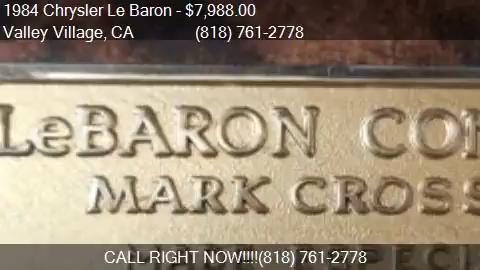 1984 Chrysler Le Baron - $7,988.00
Valley Village, CA (818) 761-2778
LeBARON
MARK CROSS
CALL RIGHT NOW!!!!(818) 761-2778